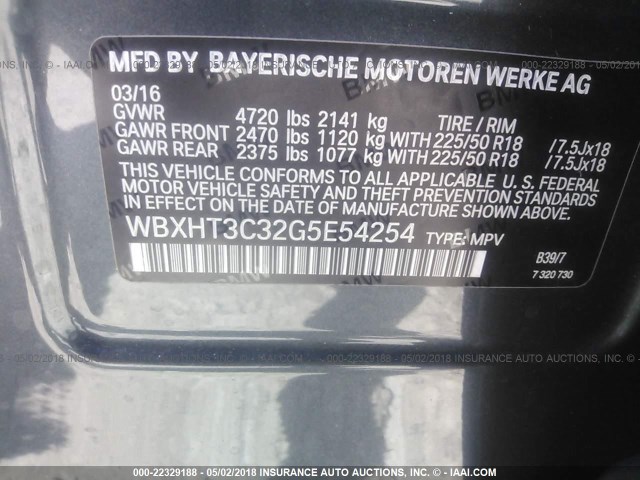 MFD BY BAYERISCHE MOTOREN WERKE AG
03/16
GVWR 4720 lbs 2141 kg TIRE / RIM
GAWR FRONT 2470 lbs 1120 kg WITH 225/50 R18 / 7.5Jx18
GAWR REAR 2375 lbs 1077 kg WITH 225/50 R18 / 7.5Jx18
THIS VEHICLE CONFORMS TO ALL APPLICABLE U. S. FEDERAL
MOTOR VEHICLE SAFETY AND THEFT PREVENTION STANDARDS
IN EFFECT ON THE DATE OF MANUFACTURE SHOWN ABOVE.
WBXHT3C32G5E54254 TYPE: MPV
B39/7
7 320 730
000-22329188 - 05/02/2018 INSURANCE AUTO AUCTIONS, INC. - © - IAAI.COM